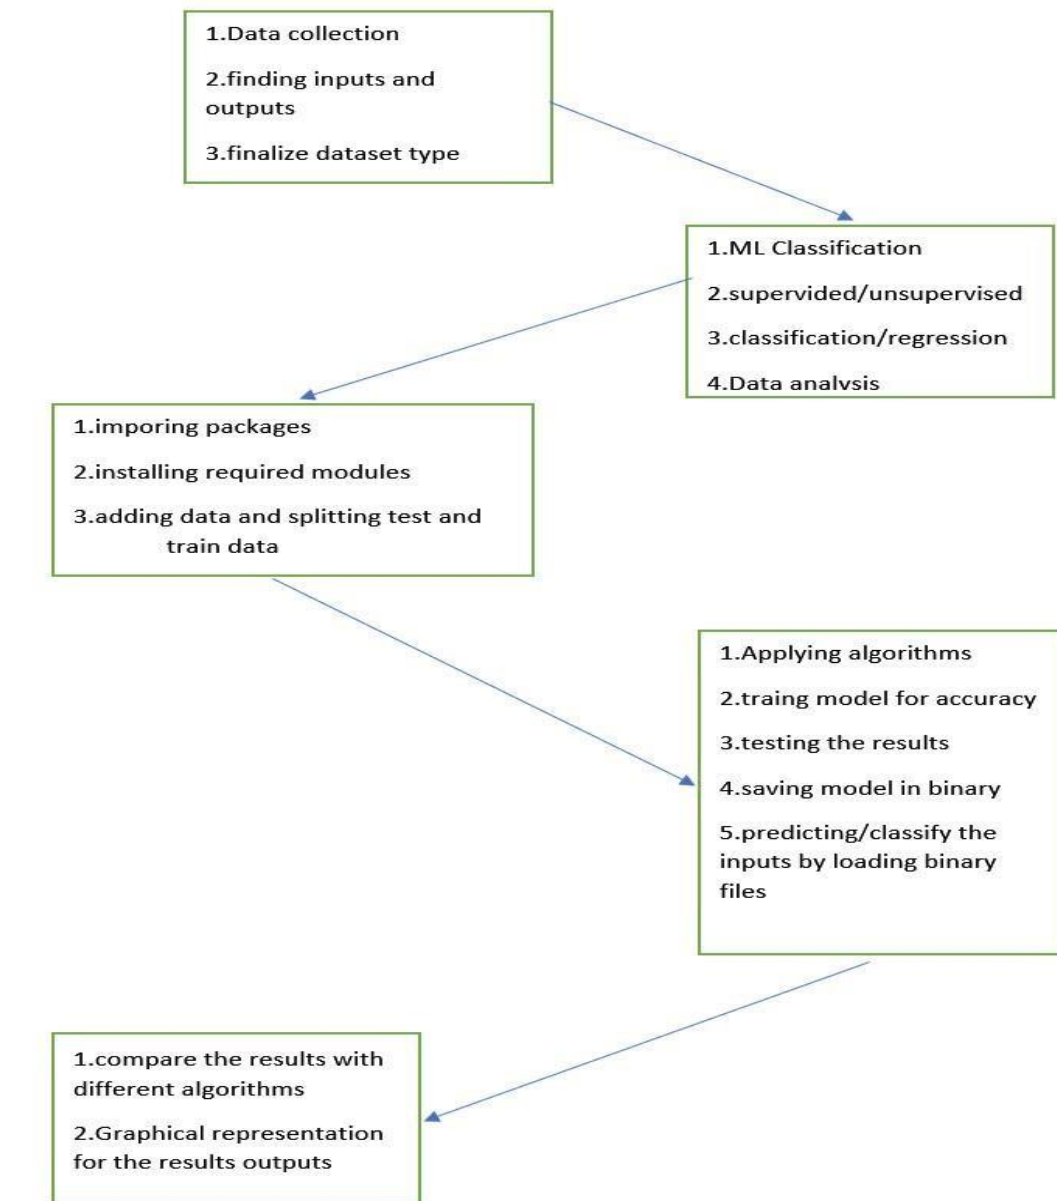 1.Data collection
2.finding inputs and
outputs
3.finalize dataset type
1.ML Classification
2.supervided/unsupervised
3.classification/regression
4.Data analysis
1.imporing packages
2.installing required modules
3.adding data and splitting test and
train data
1.Applying algorithms
2.traing model for accuracy
3.testing the results
4.saving model in binary
5.predicting/classify the
inputs by loading binary
files
1.compare the results with
different algorithms
2.Graphical representation
for the results outputs